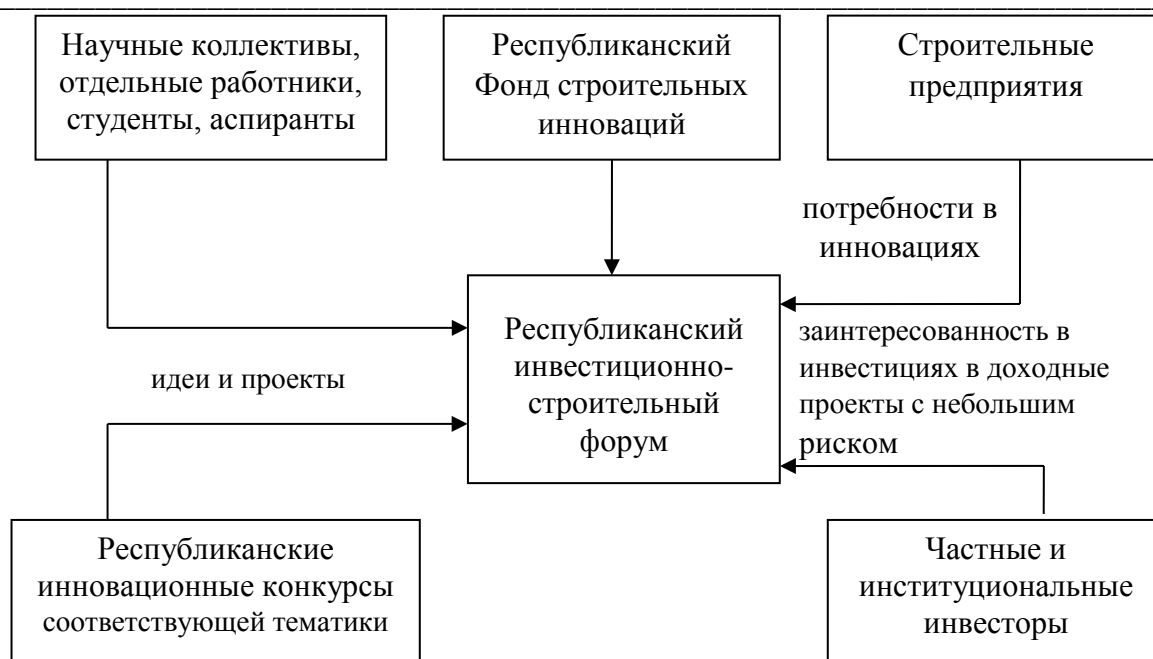 Научные коллективы,
отдельные работники,
студенты, аспиранты
Республиканский
Фонд строительных
инноваций
Строительные
предприятия
потребности в
инновациях
Республиканский
инвестиционно-
строительный
форум
идеи и проекты
заинтересованность в
инвестициях в доходные
проекты с небольшим
риском
Республиканские
инновационные конкурсы
соответствующей тематики
Частные и
институциональные
инвесторы